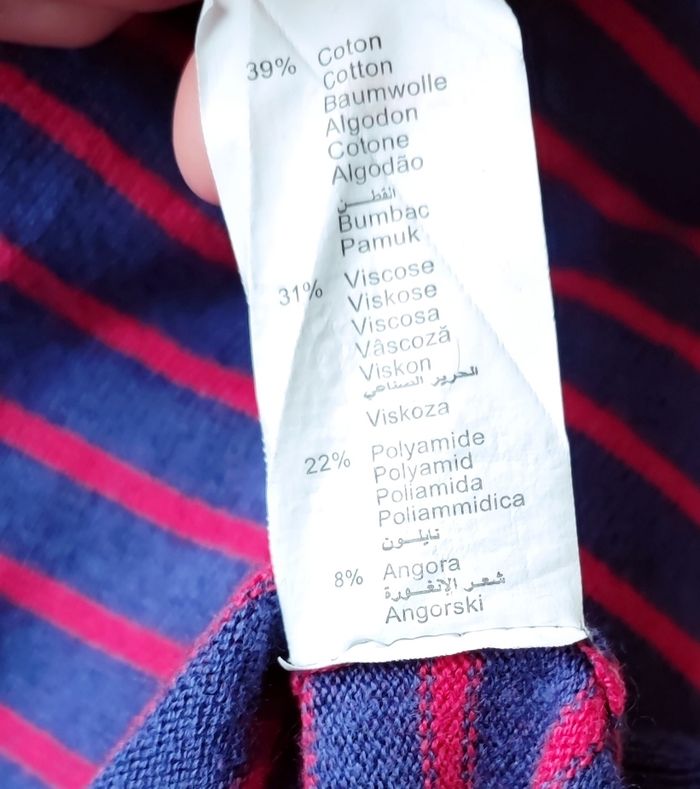 39% Coton
Cotton
Baumwolle
Algodon
Cotone
Algodão
القطن
Bumbac
Pamuk
31% Viscose
Viskose
Viscosa
Vâscoză
Viskon
الحرير الصناعي
Viskoza
22% Polyamide
Polyamid
Poliamida
Poliammidica
نايلون
8% Angora
شعر الإنغورة
Angorski